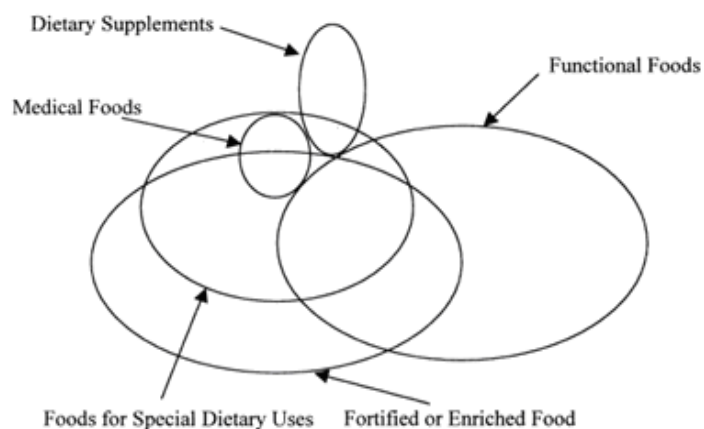 Dietary Supplements
Functional Foods
Medical Foods
Foods for Special Dietary Uses
Fortified or Enriched Food